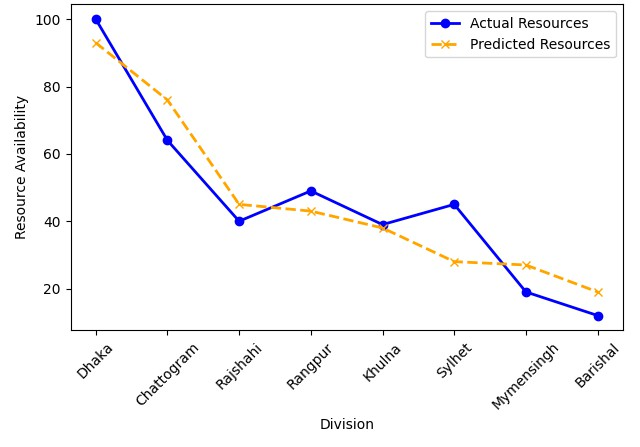 100
80
60
40
20
Resource Availability
Actual Resources
Predicted Resources
Dhaka
Chattogram
Rajshahi
Rangpur
Khulna
Sylhet
Mymensingh
Barishal
Division